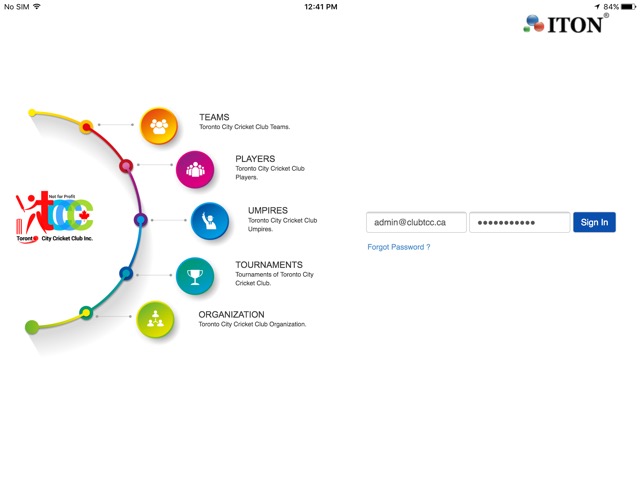 No SIM
12:41 PM
84%
ITON®
TEAMS
Toronto City Cricket Club Teams.
PLAYERS
Toronto City Cricket Club
Players.
UMPIRES
Toronto City Cricket Club
Umpires.
TOURNAMENTS
Tournaments of Toronto City
Cricket Club.
ORGANIZATION
Toronto City Cricket Club Organization.
Not for Profit
tccc
Toronto City Cricket Club Inc.
admin@clubtcc.ca
•••••••••••
Sign In
Forgot Password ?